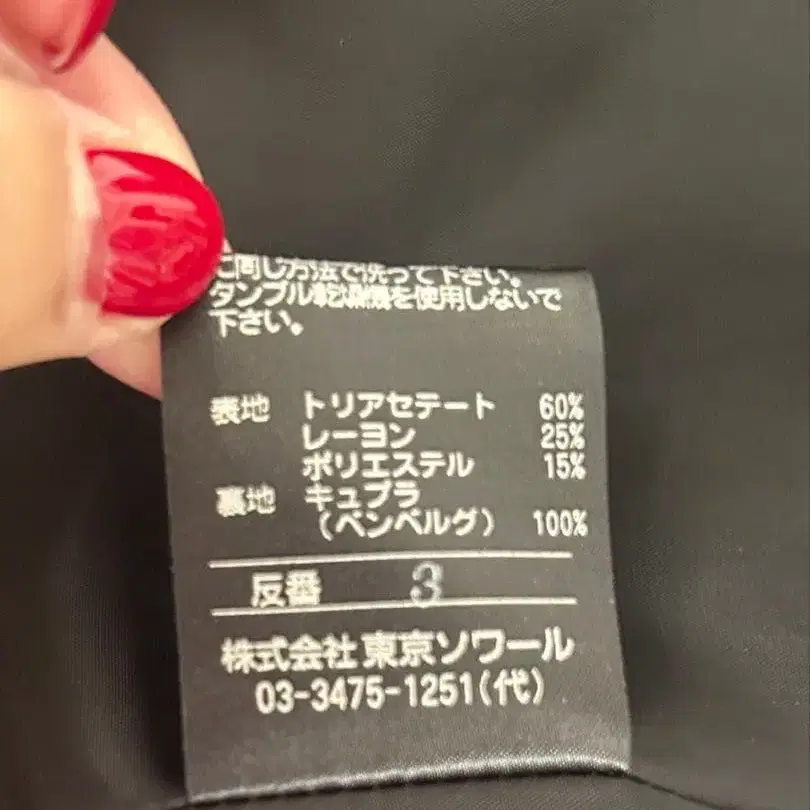 に同じ方法で洗って下さい。
タンブル乾燥機を使用しないで
下さい。
表地 トリアセテート 60%
レーヨン 25%
ポリエステル 15%
裏地 キュプラ
(ベンベルグ) 100%
反番 3
株式会社 東京ソワール
03-3475-1251(代)